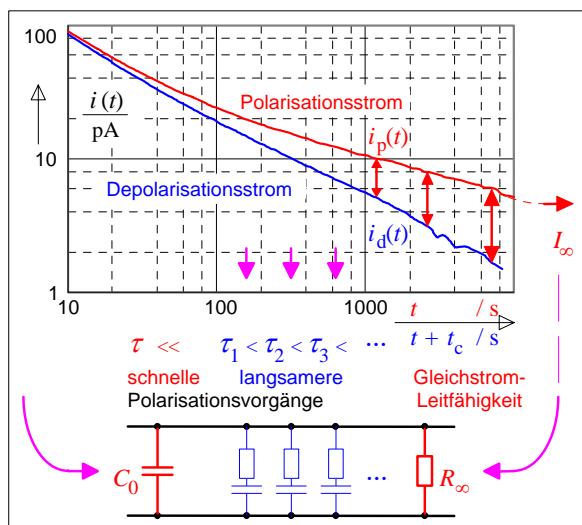 100
i(t)
pA
Polarisationsstrom
i_p(t)
10
Depolarisationsstrom
i_d(t)
I_∞
1
10
100
1000
t / s
t + t_c / s
τ << τ_1 < τ_2 < τ_3 < ...
schnelle langsamere Gleichstrom-
Polarisationsvorgänge Leitfähigkeit
C_0 ... R_∞